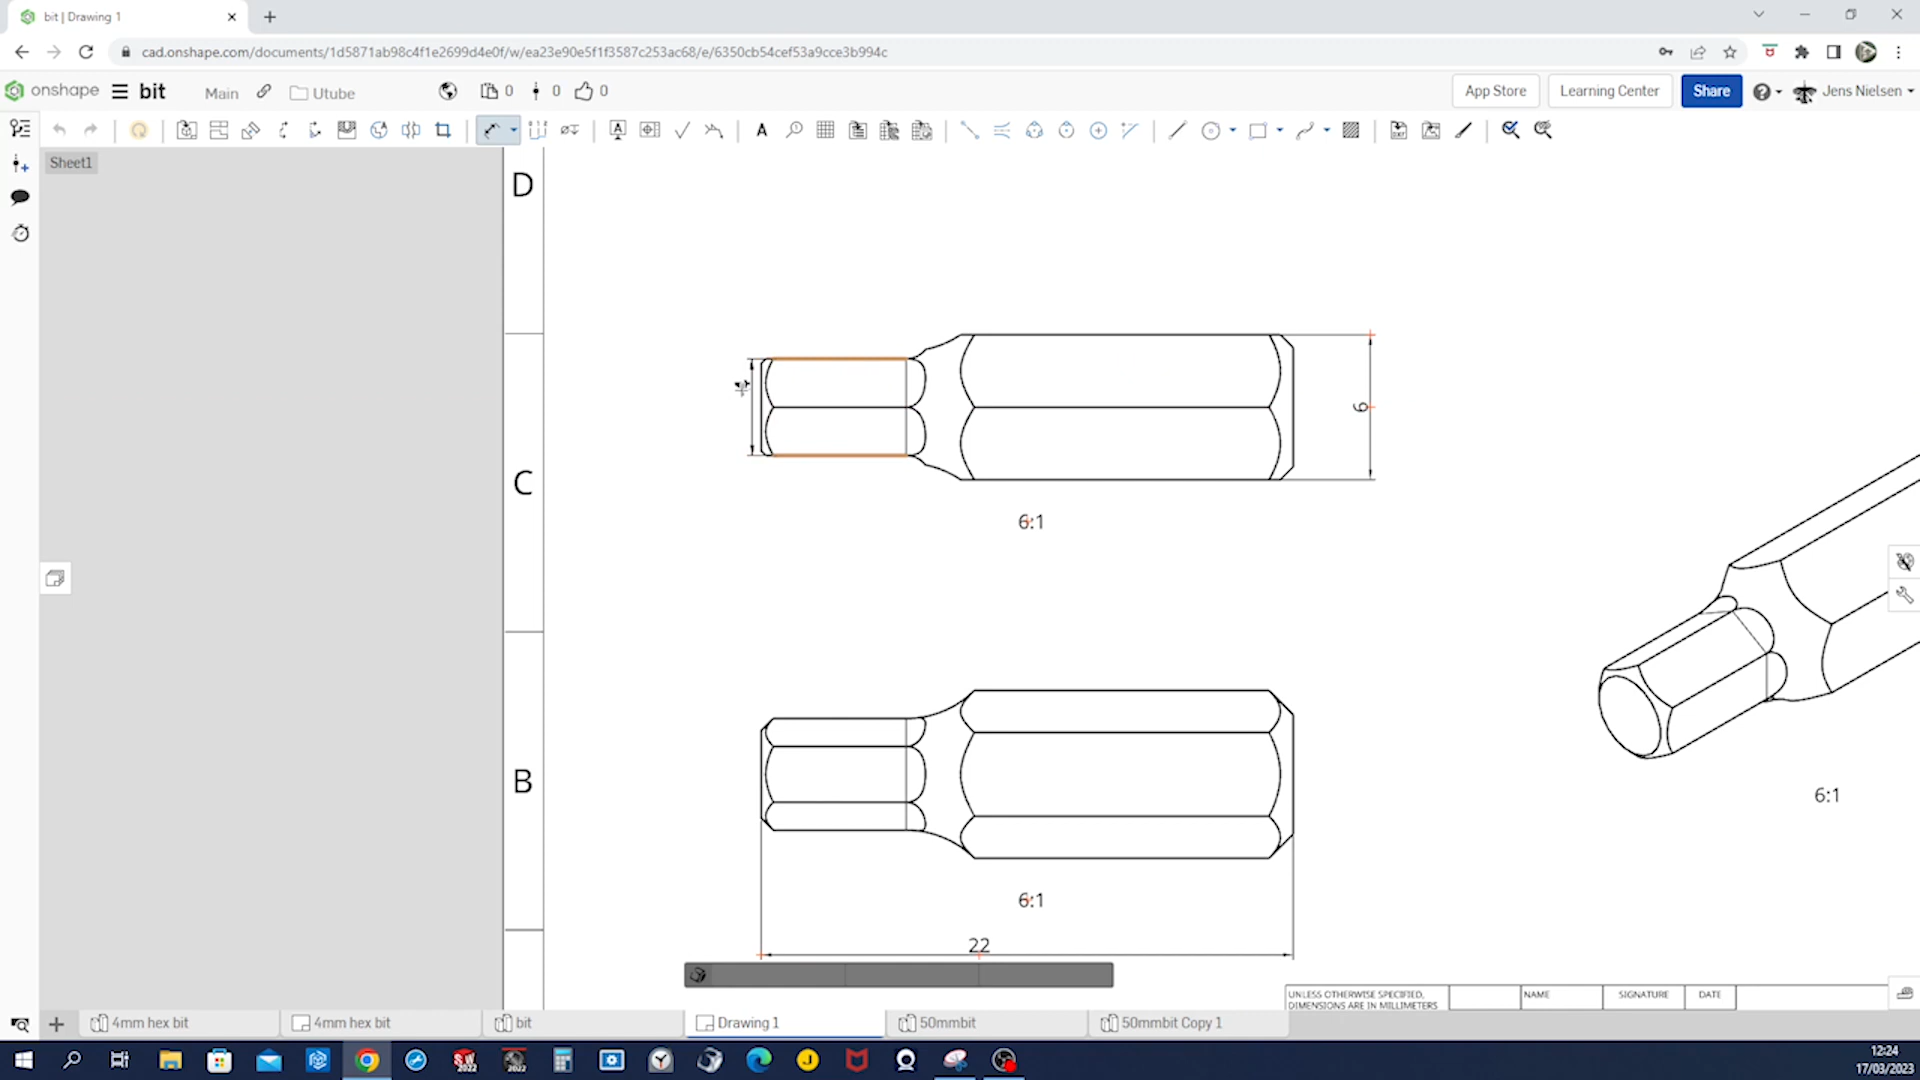 bit | Drawing 1
cad.onshape.com/documents/1d5871ab98c4f1e2699d4e0f/w/ea23e90e5f1f3587c253ac68/e/6350cb54cef53a9cce3b994c
onshape
bit
Main
Utube
0
0
0
App Store
Learning Center
Share
Jens Nielsen
Sheet1
D
C
B
6
6:1
6:1
6:1
22
UNLESS OTHERWISE SPECIFIED,
DIMENSIONS ARE IN MILLIMETERS
NAME
SIGNATURE
DATE
4mm hex bit
4mm hex bit
bit
Drawing 1
50mmbit
50mmbit Copy 1
SW
2022
2022
J
12:24
17/03/2023